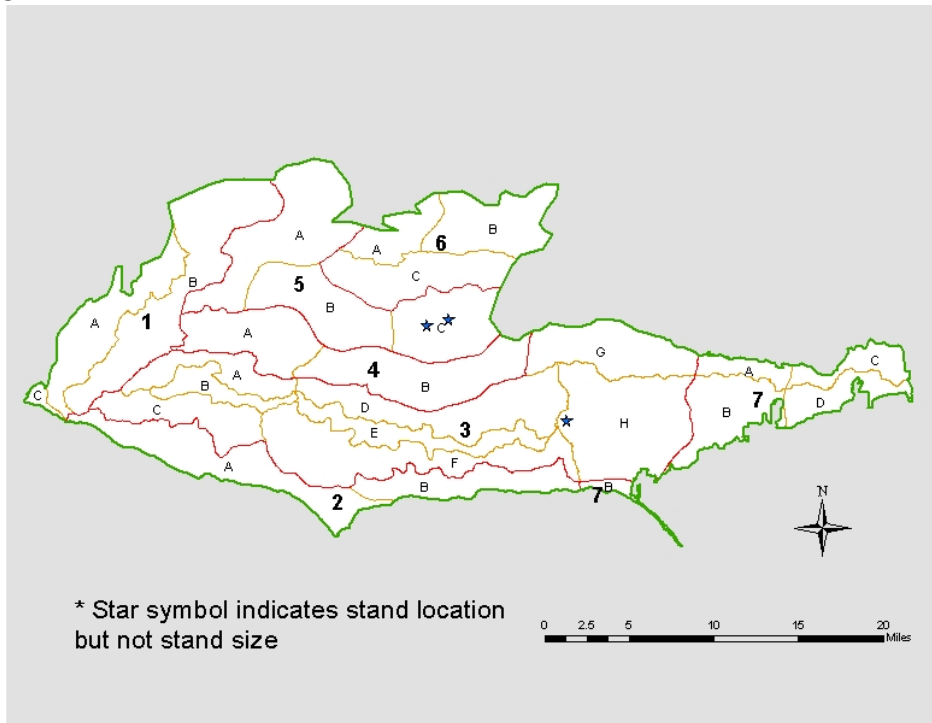 A
B
6
A
C
5
B
B
A
1
C
A
G
4
A
C
A
B
B
D
7
C
D
B
H
3
E
F
A
B
B
2
7
N
* Star symbol indicates stand location
but not stand size
0 2.5 5 10 15 20
Miles